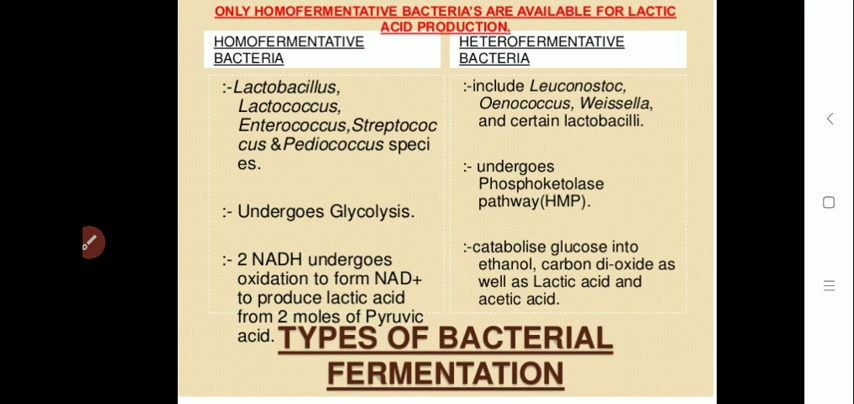 ONLY HOMOFERMENTATIVE BACTERIA'S ARE AVAILABLE FOR LACTIC
ACID PRODUCTION.
HOMOFERMENTATIVE
BACTERIA
:-Lactobacillus,
Lactococcus,
Enterococcus,Streptococ
cus &Pediococcus speci
es.
:- Undergoes Glycolysis.
:- 2 NADH undergoes
oxidation to form NAD+
to produce lactic acid
from 2 moles of Pyruvic
acid.
HETEROFERMENTATIVE
BACTERIA
:-include Leuconostoc,
Oenococcus, Weissella,
and certain lactobacilli.
:- undergoes
Phosphoketolase
pathway(HMP).
:-catabolise glucose into
ethanol, carbon di-oxide as
well as Lactic acid and
acetic acid.
TYPES OF BACTERIAL
FERMENTATION